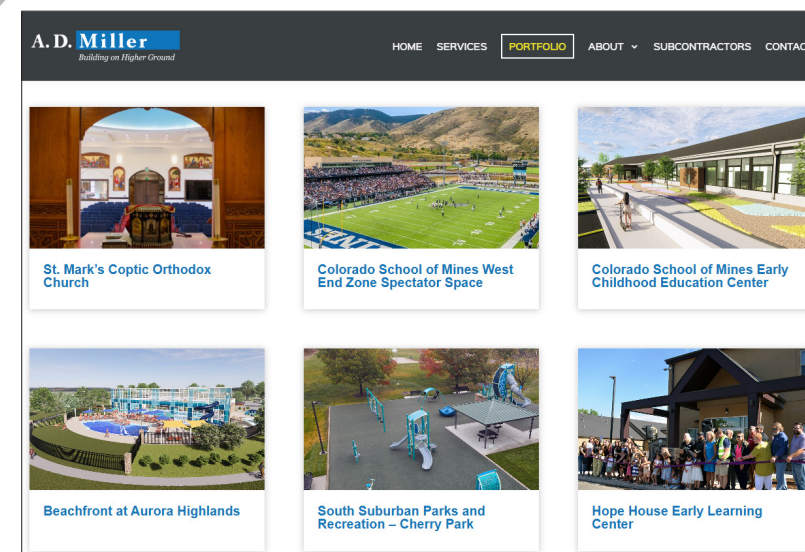 A. D. Miller
Building on Higher Ground
HOME SERVICES PORTFOLIO ABOUT SUBCONTRACTORS CONTAC
St. Mark's Coptic Orthodox
Church
Colorado School of Mines West
End Zone Spectator Space
Colorado School of Mines Early
Childhood Education Center
Beachfront at Aurora Highlands
South Suburban Parks and
Recreation – Cherry Park
Hope House Early Learning
Center